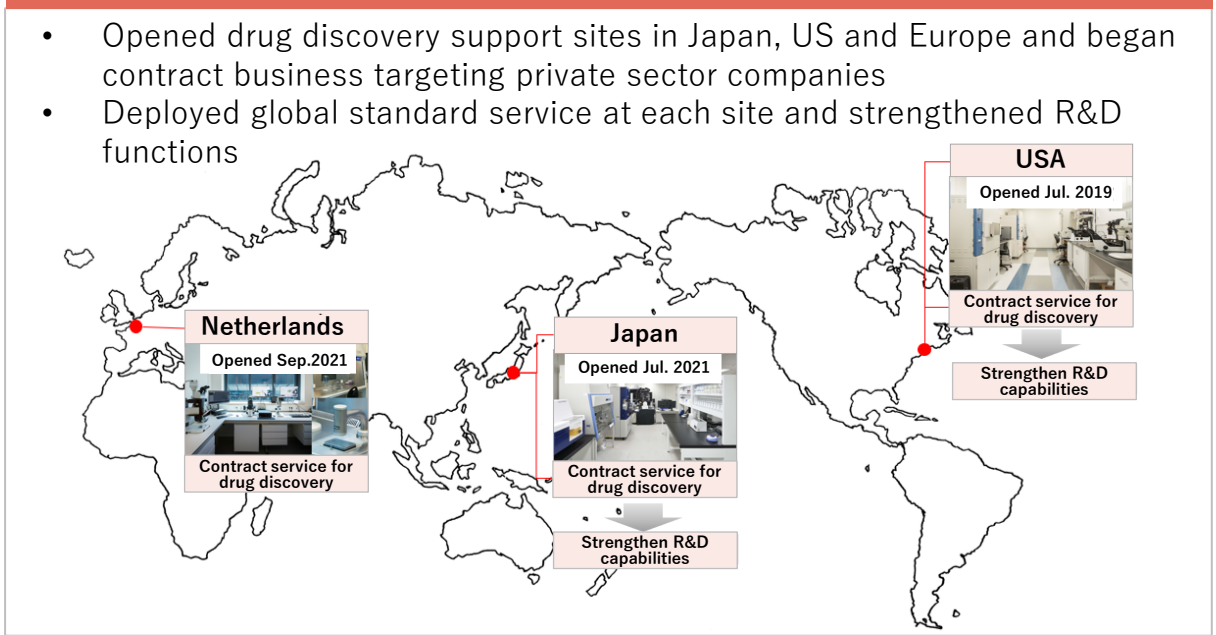 • Opened drug discovery support sites in Japan, US and Europe and began
contract business targeting private sector companies
• Deployed global standard service at each site and strengthened R&D
functions
USA
Opened Jul. 2019
Contract service for
drug discovery
Strengthen R&D
capabilities
Netherlands
Opened Sep.2021
Contract service for
drug discovery
Japan
Opened Jul. 2021
Contract service for
drug discovery
Strengthen R&D
capabilities